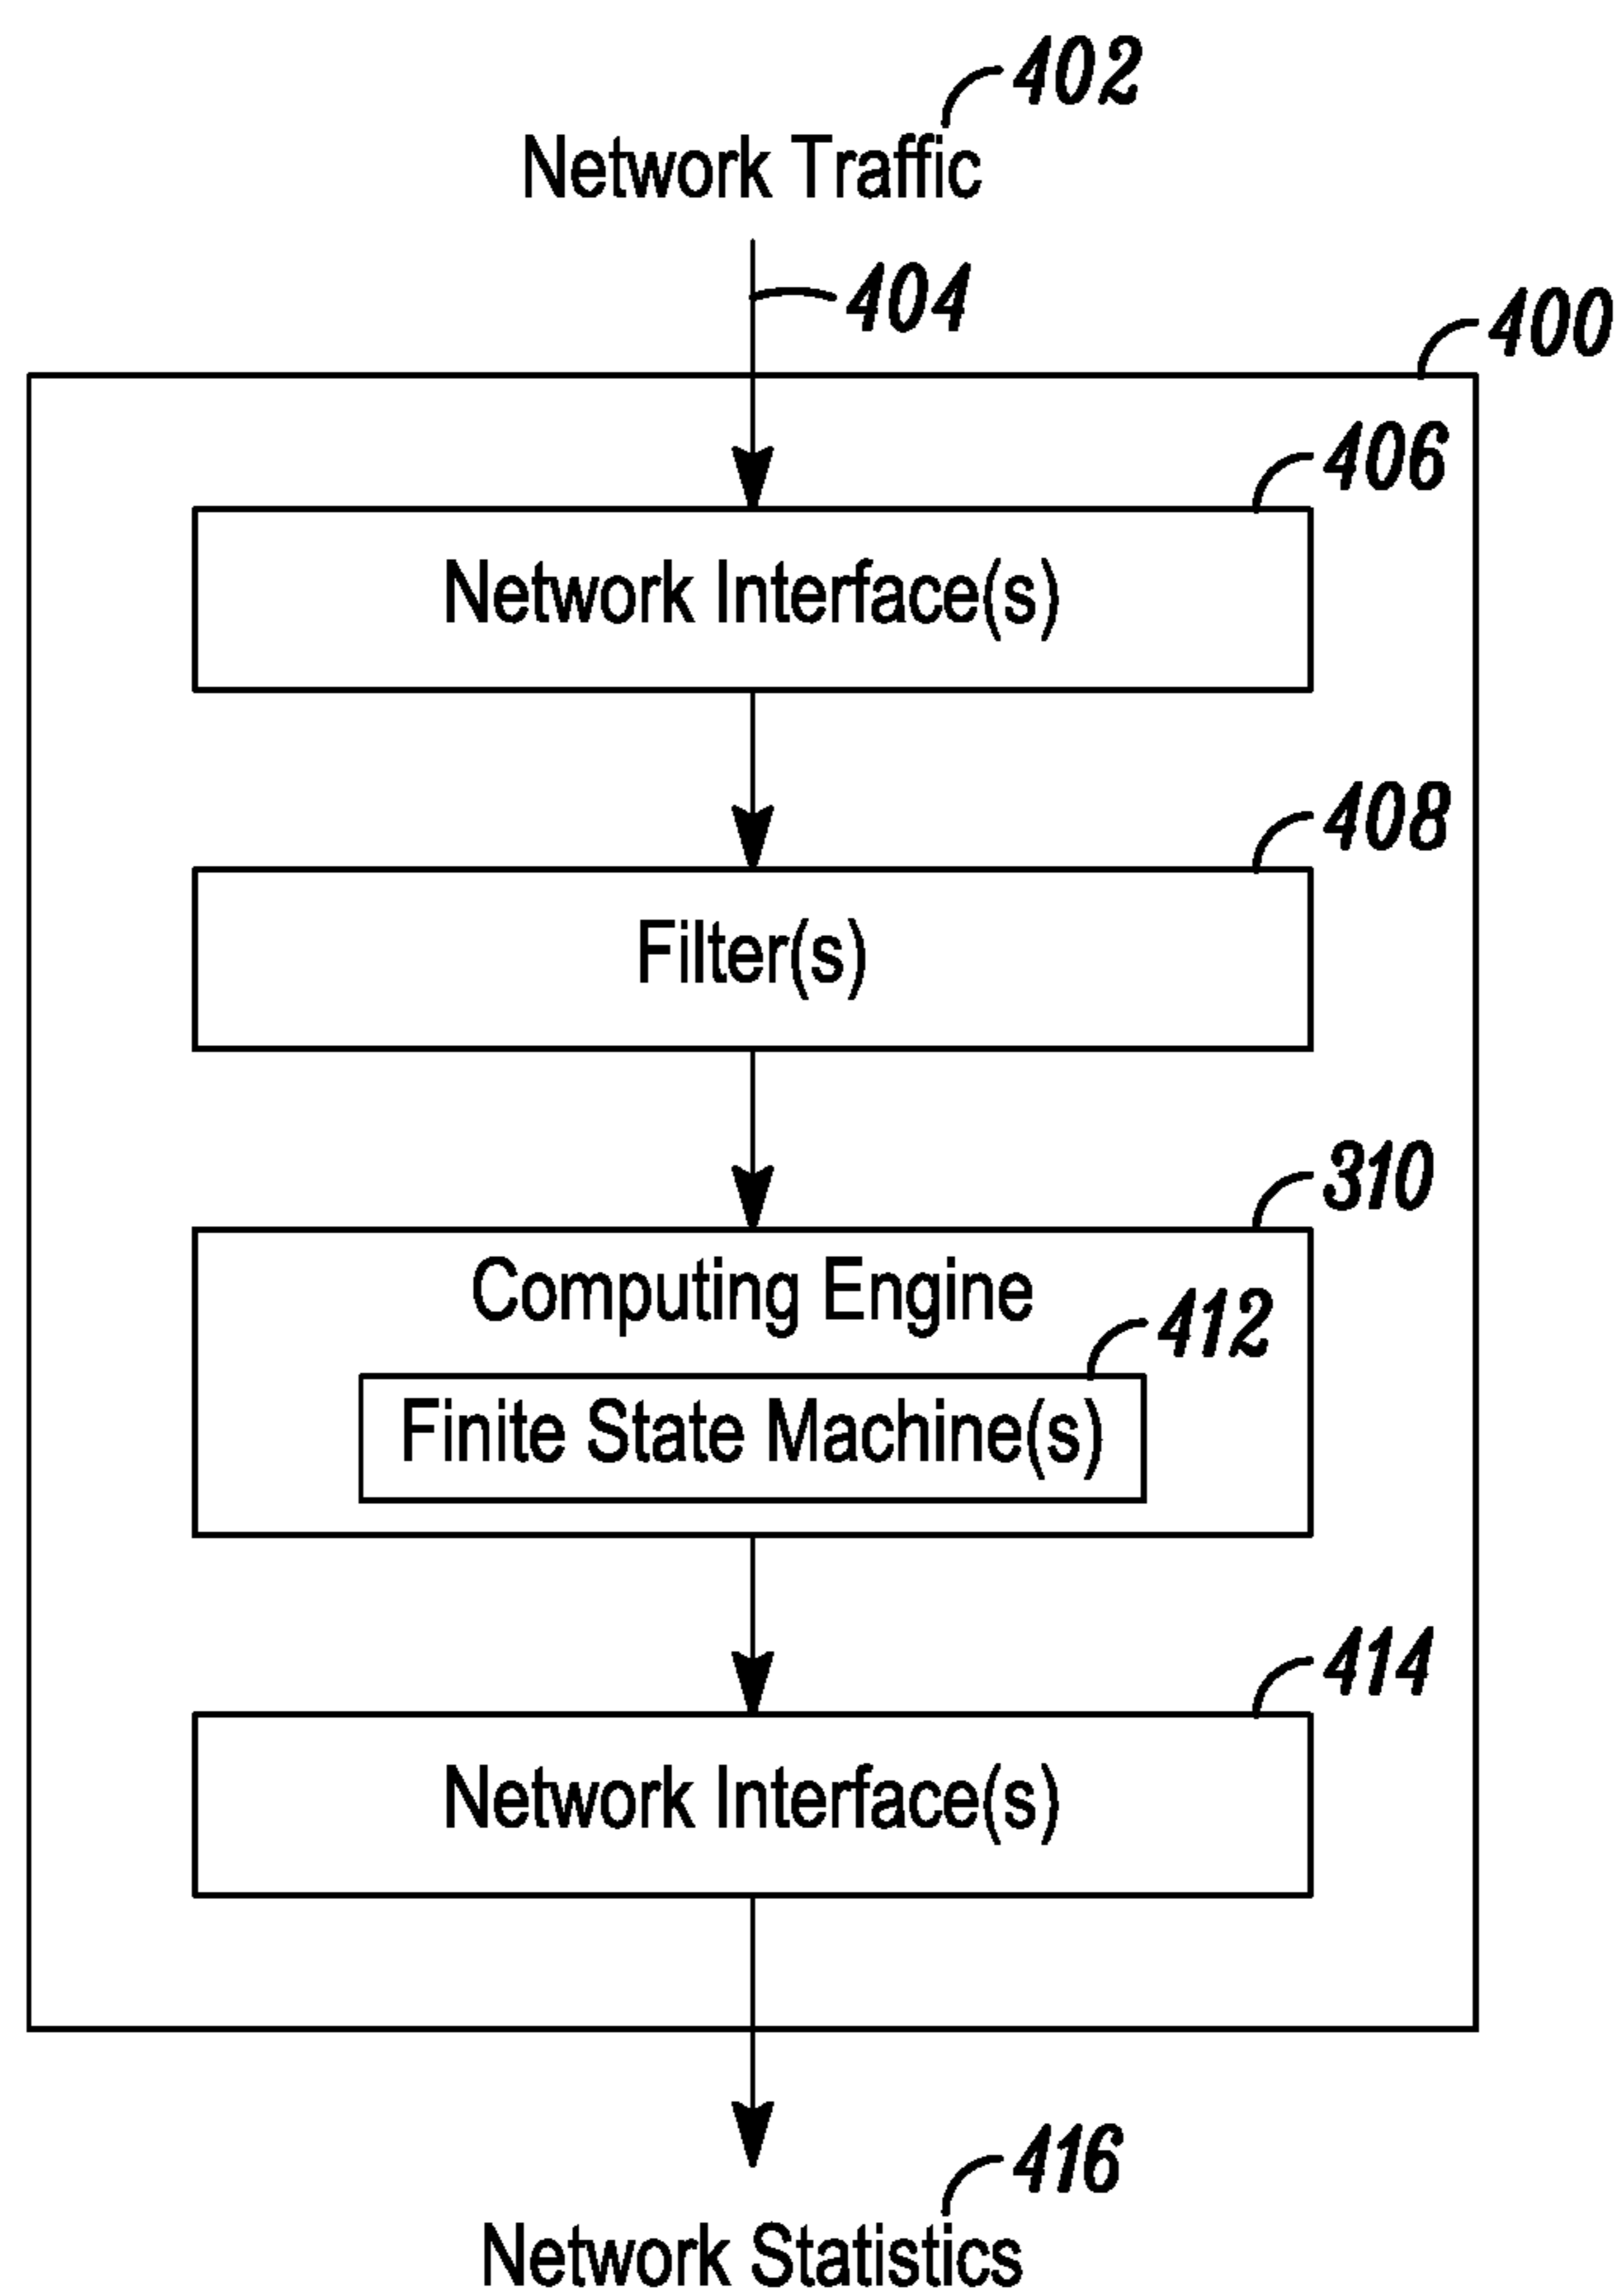 402
Network Traffic
404
400
406
Network Interface(s)
408
Filter(s)
310
Computing Engine
412
Finite State Machine(s)
414
Network Interface(s)
416
Network Statistics